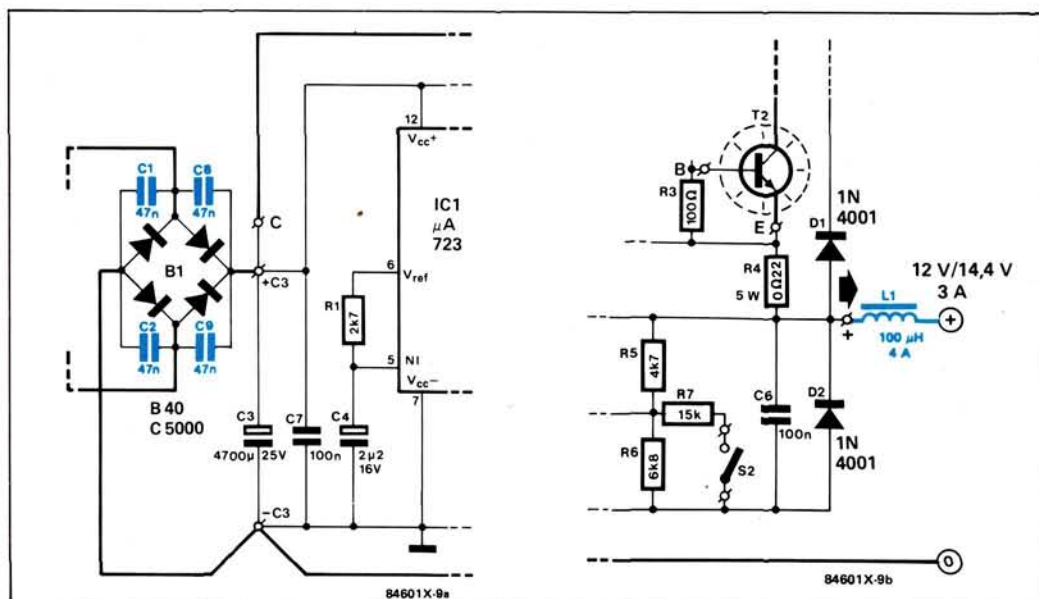 C1
47n
C8
47n
B1
C2
47n
C9
47n
B 40
C 5000
C
+C3
C3
4700µ 25V
C7
100n
R1
2k7
C4
2µ2
16V
-C3
12
Vcc+
IC1
µA
723
6
Vref
5
NI
Vcc-
7
84601X-9a
T2
B
R3
100Ω
E
R4
0Ω22
5 W
D1
1N
4001
12 V/14,4 V
3 A
L1
+
+
100 µH
4 A
R5
4k7
R7
15k
R6
6k8
S2
C6
100n
D2
1N
4001
0
84601X-9b